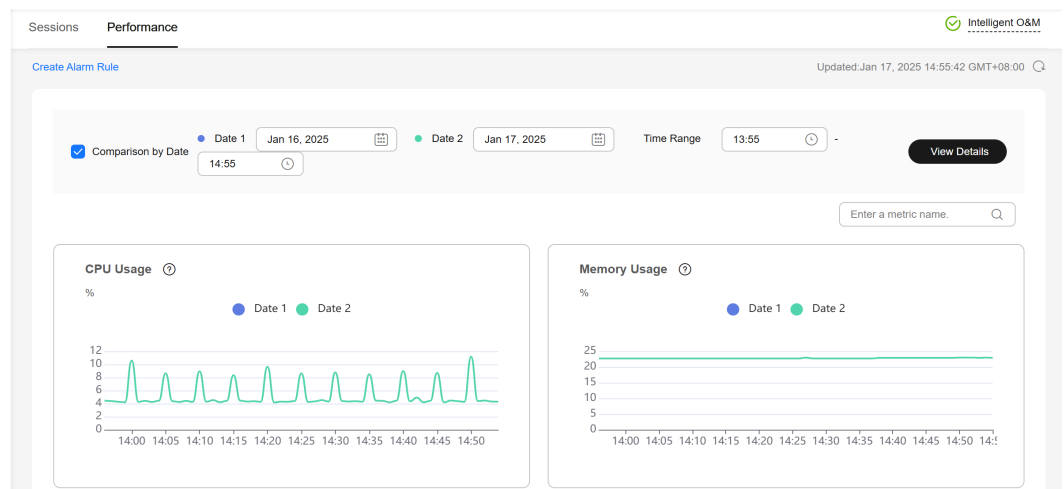 Sessions Performance Intelligent O&M
Create Alarm Rule Updated:Jan 17, 2025 14:55:42 GMT+08:00
Comparison by Date Date 1 Jan 16, 2025 Date 2 Jan 17, 2025 Time Range 13:55 -
14:55
View Details
Enter a metric name.
CPU Usage
%
Date 1 Date 2
12
10
8
6
4
2
0
14:00 14:05 14:10 14:15 14:20 14:25 14:30 14:35 14:40 14:45 14:50
Memory Usage
%
Date 1 Date 2
25
20
15
10
5
0
14:00 14:05 14:10 14:15 14:20 14:25 14:30 14:35 14:40 14:45 14:50